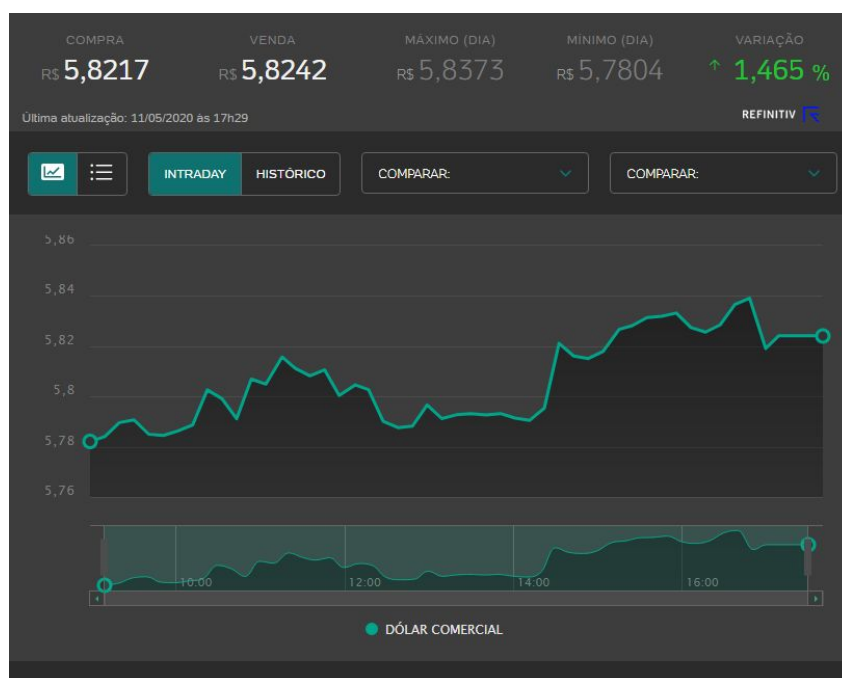 COMPRA VENDA MÁXIMO (DIA) MÍNIMO (DIA) VARIAÇÃO
R$ 5,8217 R$ 5,8242 R$ 5,8373 R$ 5,7804 ↑ 1,465 %
Última atualização: 11/05/2020 às 17h29 REFINITIV
INTRADAY HISTÓRICO COMPARAR: COMPARAR:
5,86
5,84
5,82
5,8
5,78
5,76
10:00 12:00 14:00 16:00
DÓLAR COMERCIAL